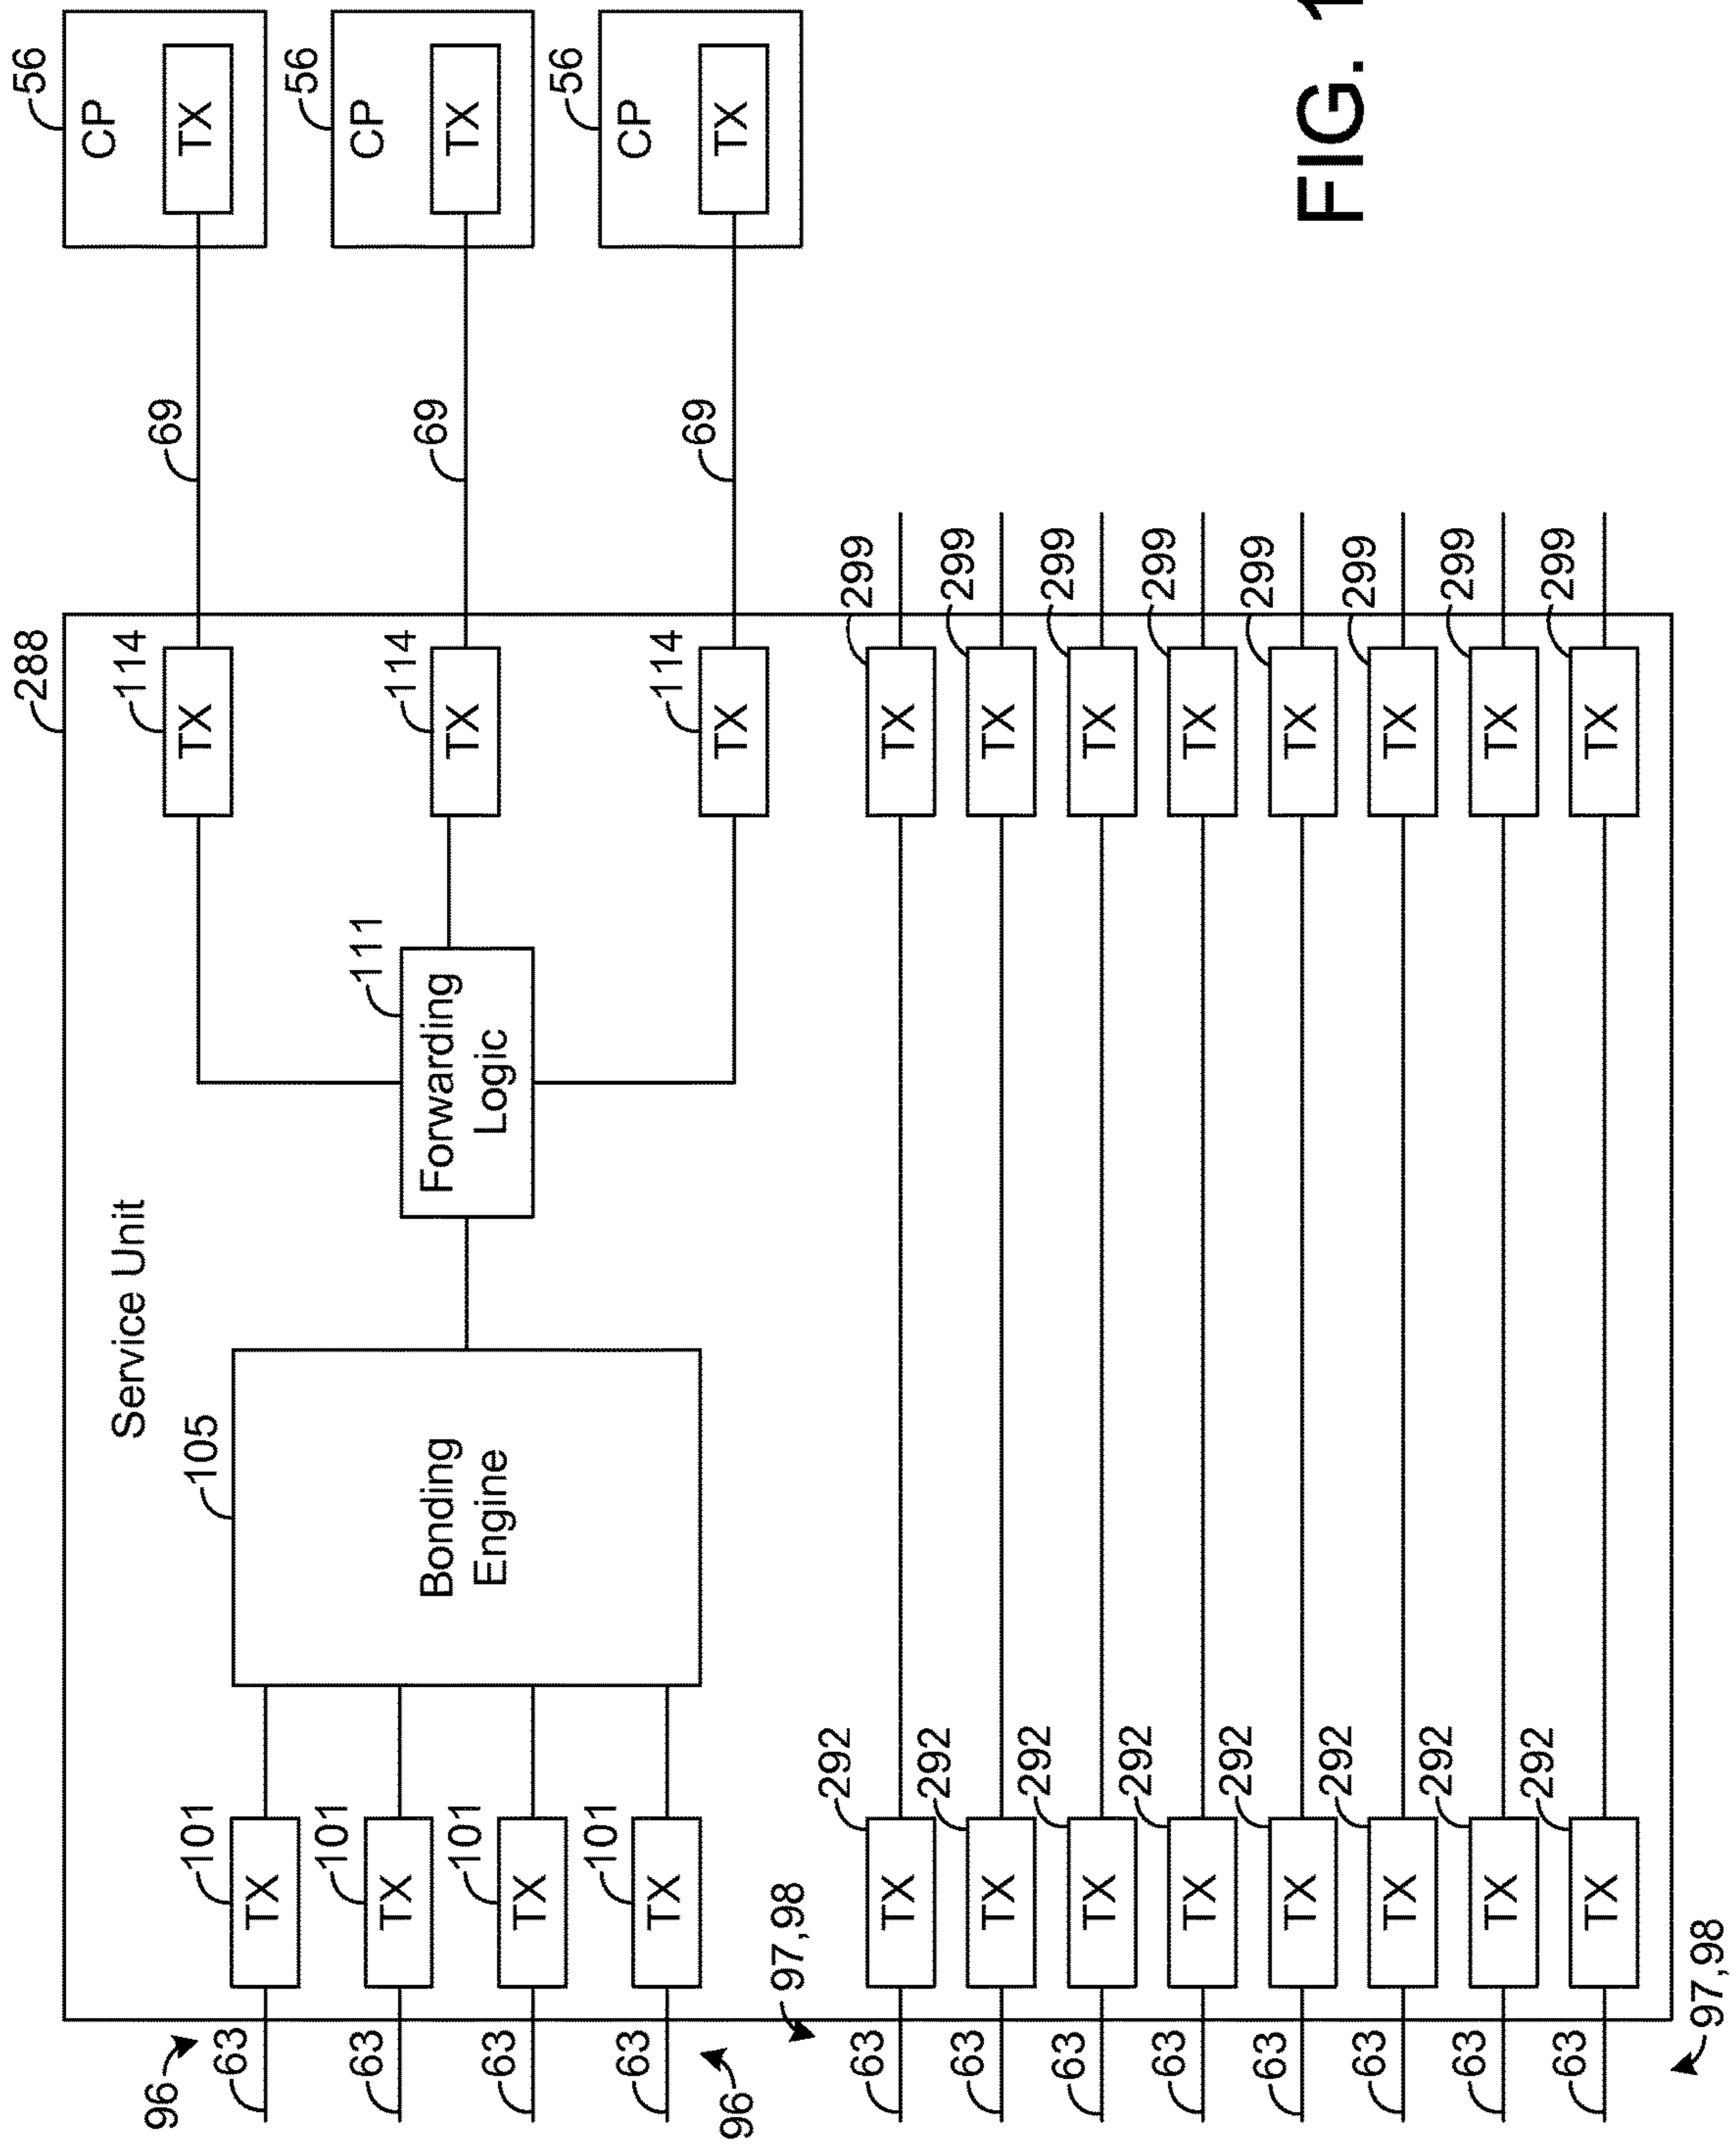 288
Service Unit
96
63
101
TX
63
101
TX
63
101
TX
63
101
TX
96
105
Bonding
Engine
111
Forwarding
Logic
114
TX
69
56
CP
TX
114
TX
69
56
CP
TX
114
TX
69
56
CP
TX
97,98
63
292
TX
299
TX
63
292
TX
299
TX
63
292
TX
299
TX
63
292
TX
299
TX
63
292
TX
299
TX
63
292
TX
299
TX
63
292
TX
299
TX
63
292
TX
299
TX
97,98
FIG. 1